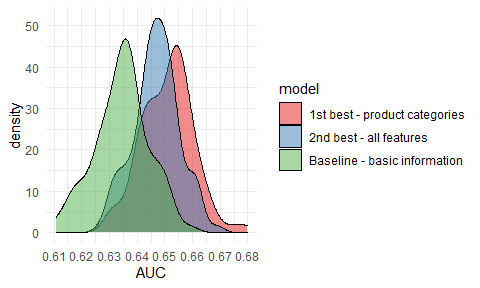 density
50
40
30
20
10
0
0.61 0.62 0.63 0.64 0.65 0.66 0.67 0.68
AUC
model
1st best - product categories
2nd best - all features
Baseline - basic information